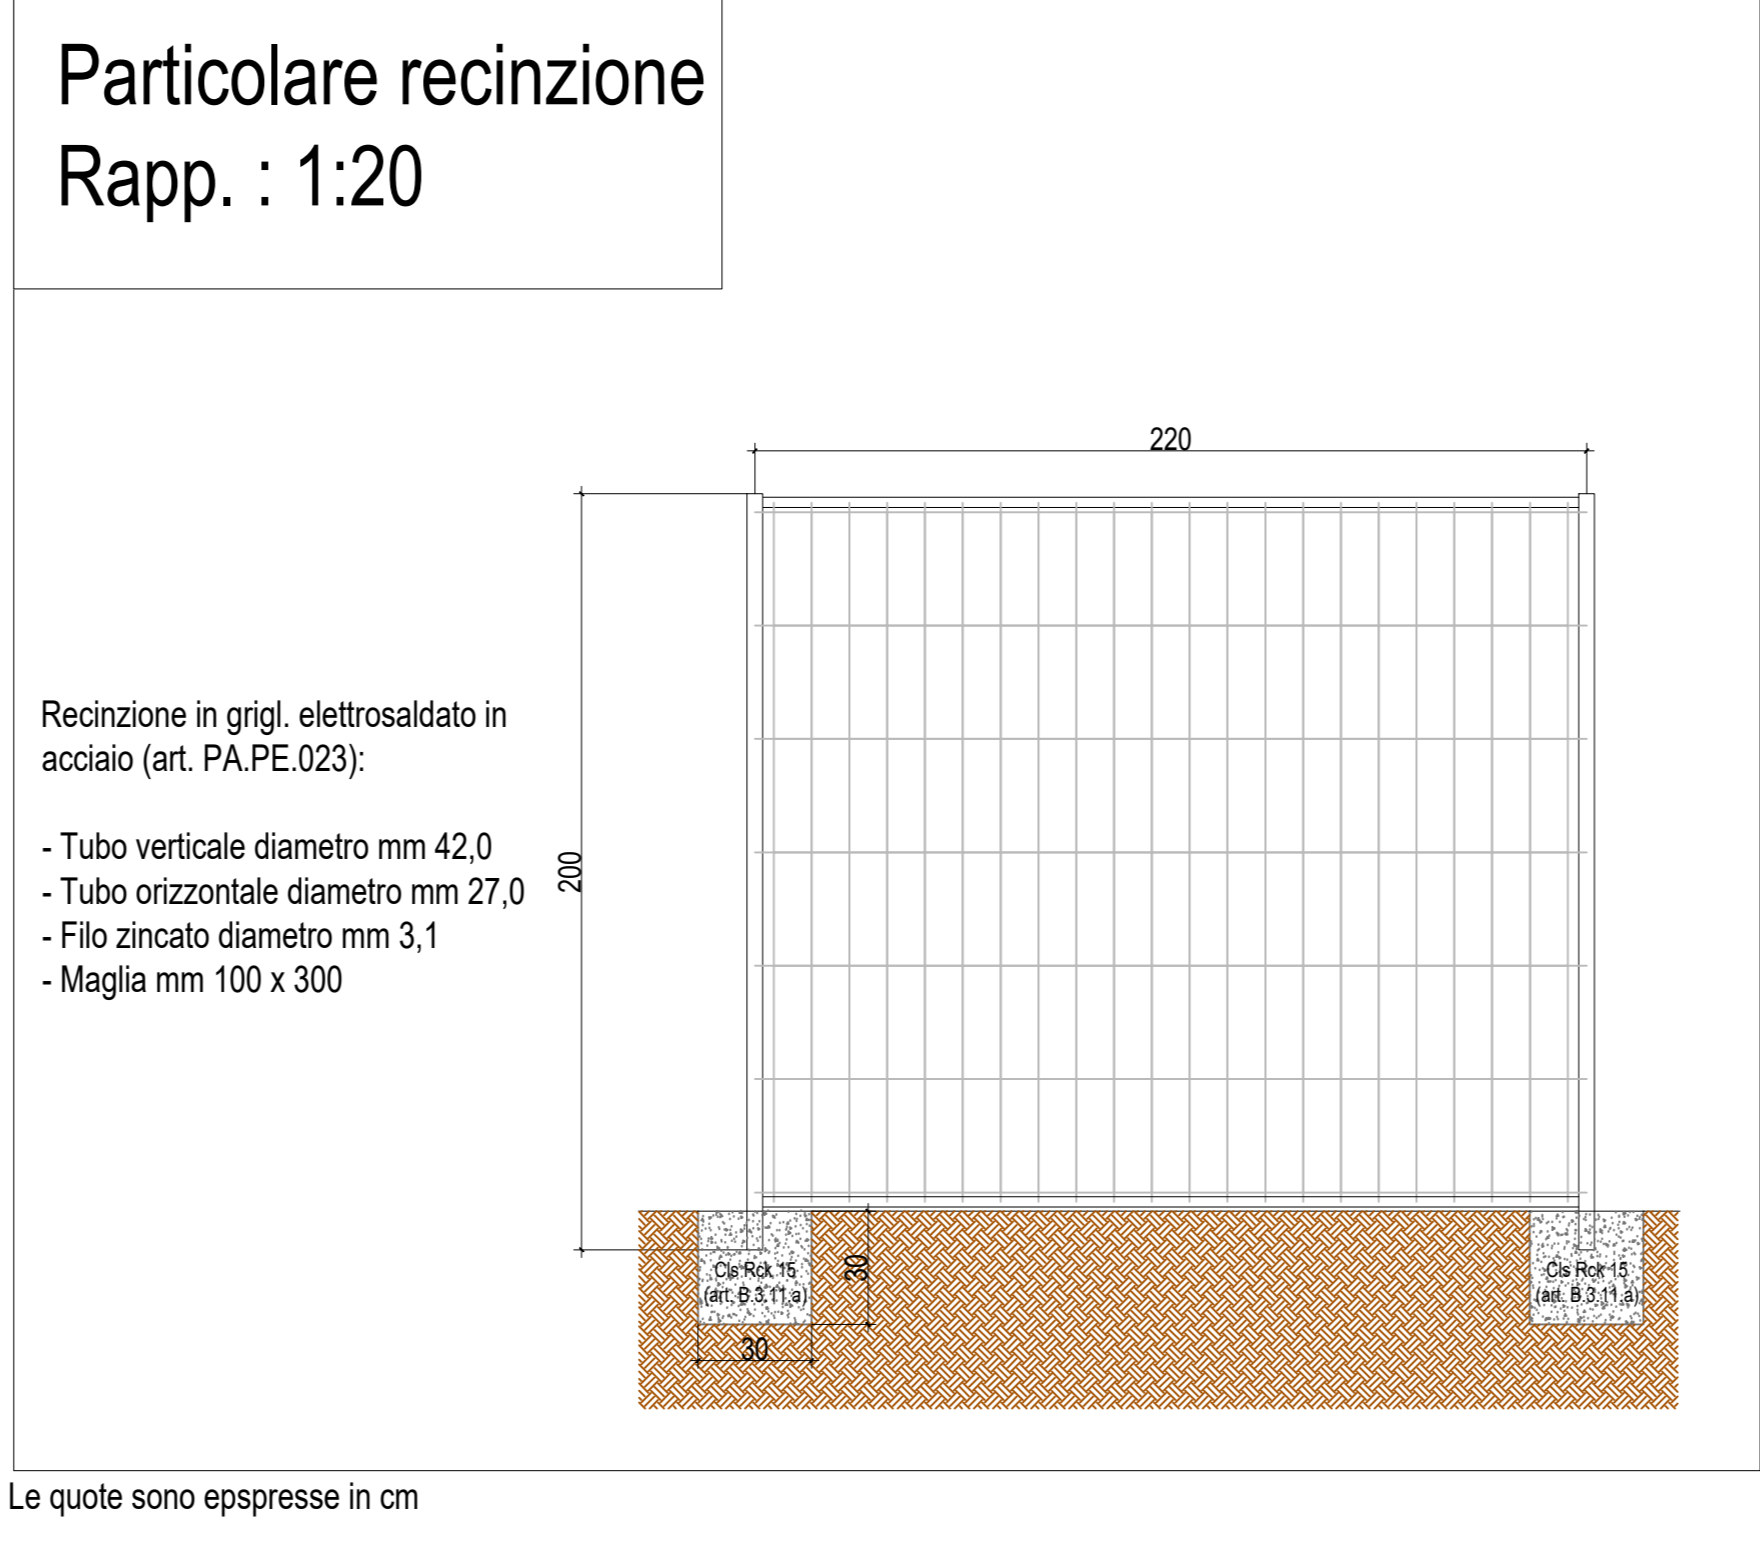 Particolare recinzione
Rapp. : 1:20
220
Recinzione in grigl. elettrosaldato in
acciaio (art. PA.PE.023):
- Tubo verticale diametro mm 42,0
- Tubo orizzontale diametro mm 27,0
- Filo zincato diametro mm 3,1
- Maglia mm 100 x 300
200
Cls Rck 15
(art. B.3.11.a)
30
30
Cls Rck 15
(art. B.3.11.a)
Le quote sono epspresse in cm